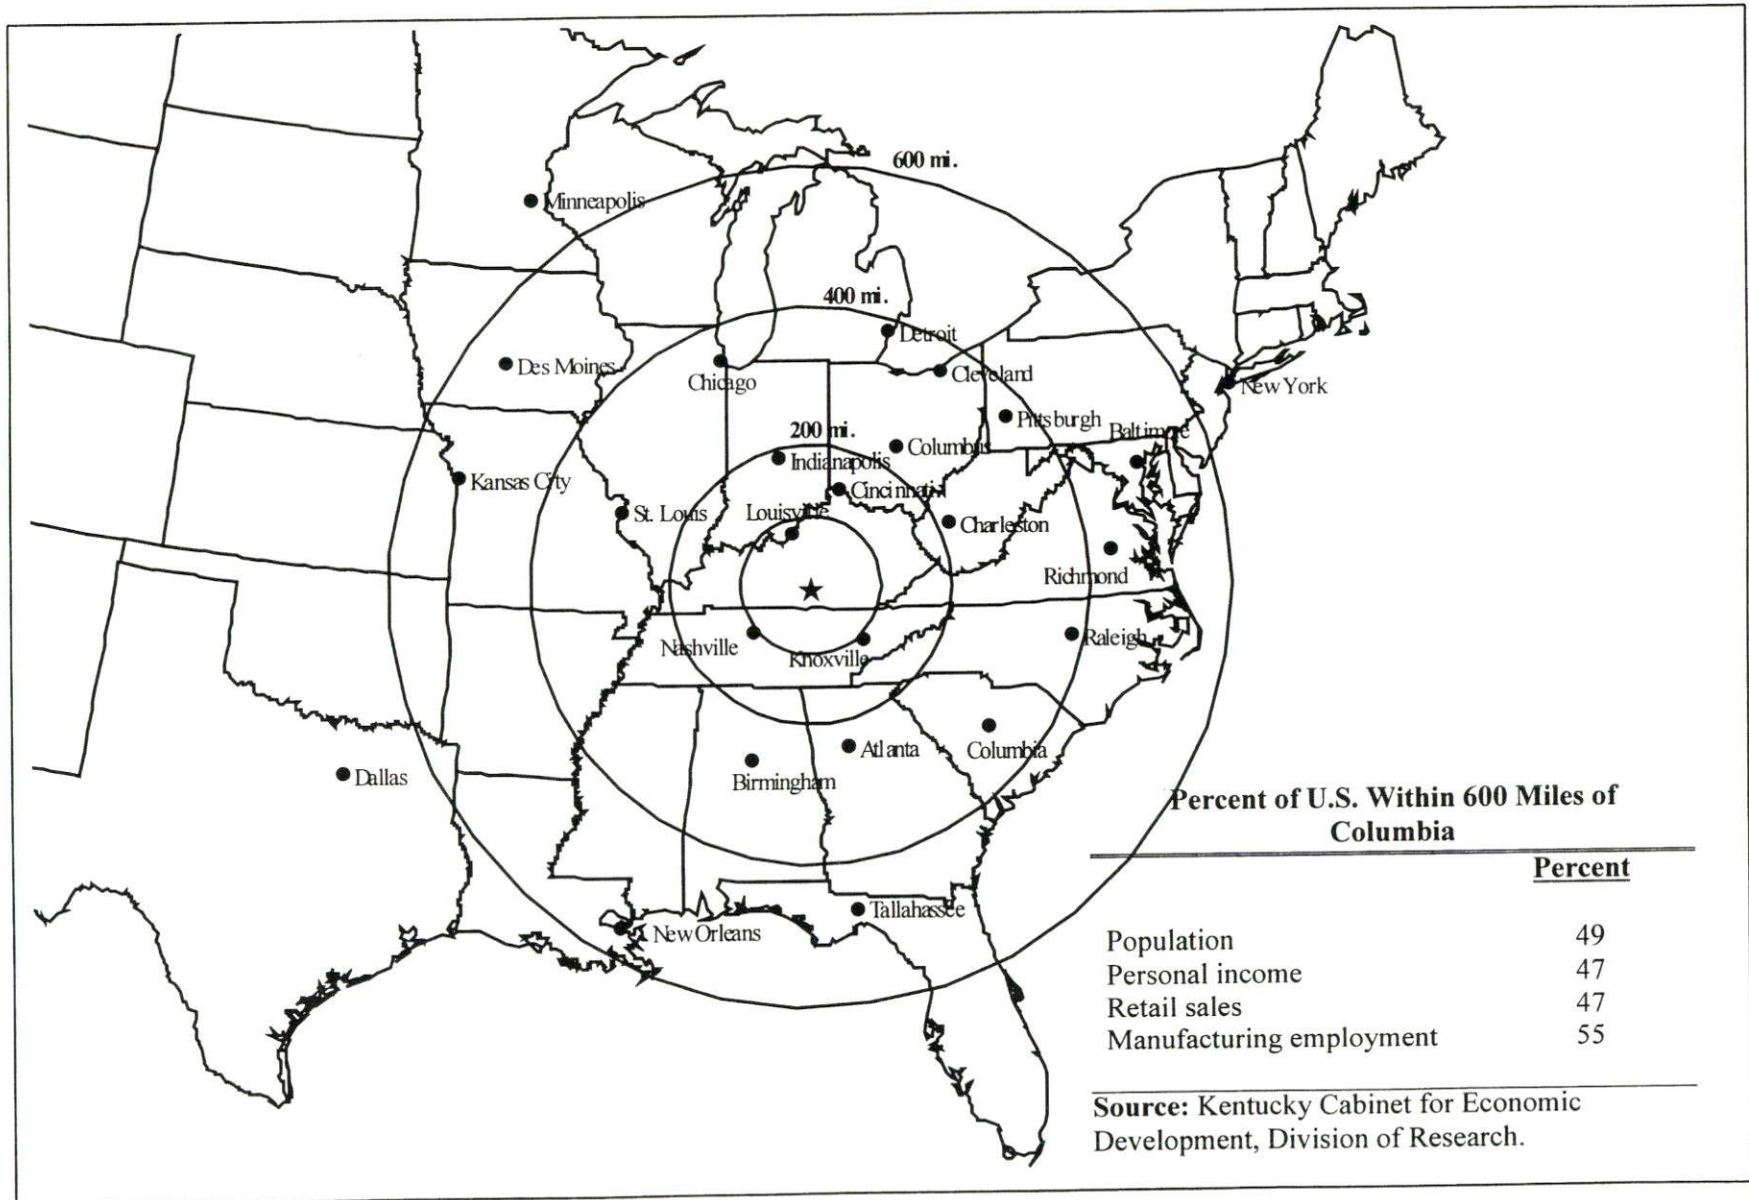 600 mi.
Minneapolis
400 mi.
Detroit
Des Moines
Chicago
Cleveland
New York
Pittsburgh
Baltimore
200 mi.
Columbus
Indianapolis
Kansas City
Cincinnati
St. Louis
Louisville
Charleston
Richmond
Nashville
Knoxville
Raleigh
Atlanta
Columbia
Birmingham
Dallas
Tallahassee
New Orleans
Percent of U.S. Within 600 Miles of
Columbia
Percent
Population 49
Personal income 47
Retail sales 47
Manufacturing employment 55
Source: Kentucky Cabinet for Economic
Development, Division of Research.